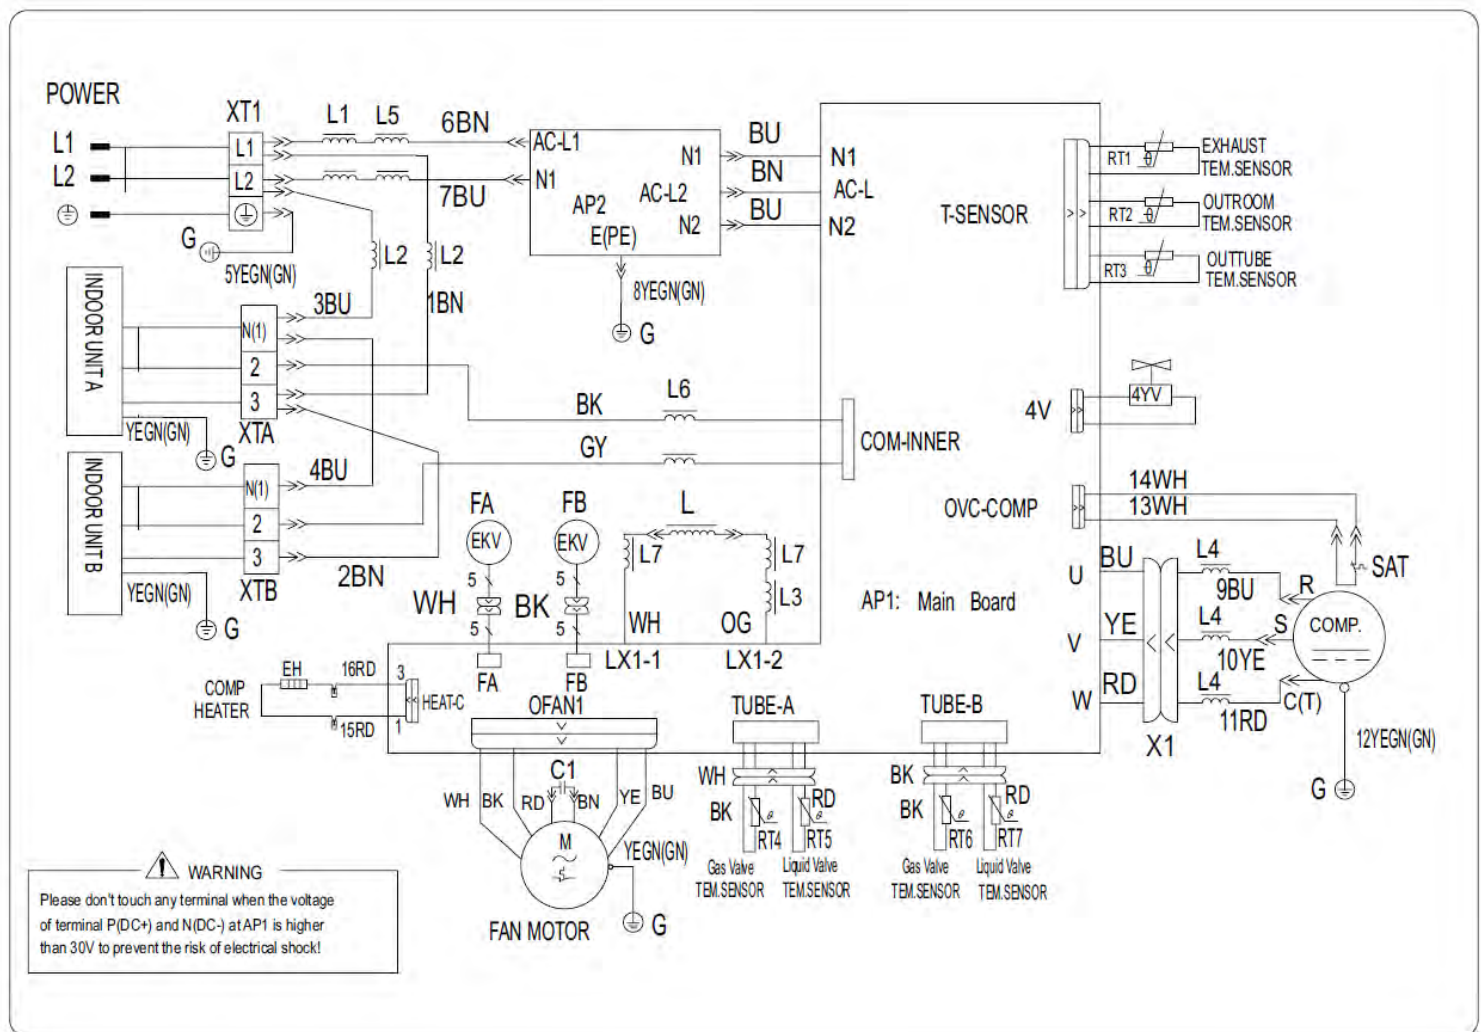 POWER
L1
L2
XT1
L1
L2
L1
L5
6BN
7BU
AC-L1
N1
N1
AC-L2
N2
AP2
E(PE)
BU
BN
BU
N1
AC-L
N2
T-SENSOR
RT1
θ
EXHAUST
TEM.SENSOR
RT2
θ
OUTROOM
TEM.SENSOR
RT3
θ
OUTTUBE
TEM.SENSOR
G
5YEGN(GN)
L2
L2
8YEGN(GN)
G
INDOOR UNIT A
3BU
1BN
N(1)
2
3
XTA
YEGN(GN)
G
BK
L6
GY
COM-INNER
4V
4YV
INDOOR UNIT B
4BU
N(1)
2
3
XTB
2BN
YEGN(GN)
G
FA
EKV
5
WH
5
FA
FB
EKV
5
BK
5
FB
L
L7
L7
L3
WH
OG
LX1-1
LX1-2
AP1: Main Board
OVC-COMP
14WH
13WH
SAT
U
BU
L4
9BU
R
V
YE
L4
10YE
S
COMP.
W
RD
L4
11RD
C(T)
X1
12YEGN(GN)
G
COMP
HEATER
EH
16RD
3
HEAT-C
15RD
1
OFAN1
C1
WH
BK
RD
BN
YE
BU
M
YEGN(GN)
G
FAN MOTOR
TUBE-A
WH
BK
RD
θ
θ
RT4
RT5
Gas Valve
TEM.SENSOR
Liquid Valve
TEM.SENSOR
TUBE-B
BK
BK
RD
θ
θ
RT6
RT7
Gas Valve
TEM.SENSOR
Liquid Valve
TEM.SENSOR
WARNING
Please don't touch any terminal when the voltage
of terminal P(DC+) and N(DC-) at AP1 is higher
than 30V to prevent the risk of electrical shock!